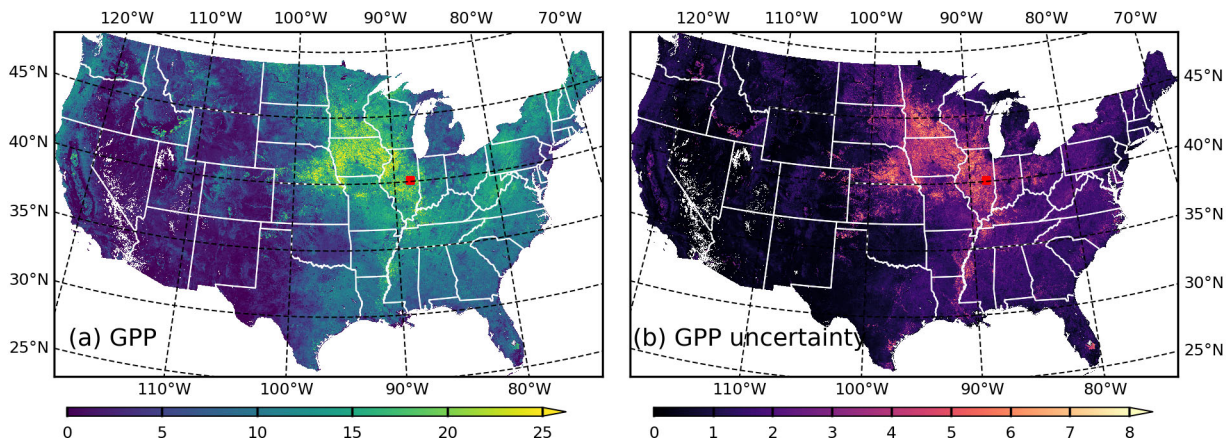 120°W 110°W 100°W 90°W 80°W 70°W
120°W 110°W 100°W 90°W 80°W 70°W
45°N
40°N
35°N
30°N
25°N
45°N
40°N
35°N
30°N
25°N
(a) GPP
(b) GPP uncertainty
110°W 100°W 90°W 80°W
110°W 100°W 90°W 80°W
0 5 10 15 20 25
0 1 2 3 4 5 6 7 8